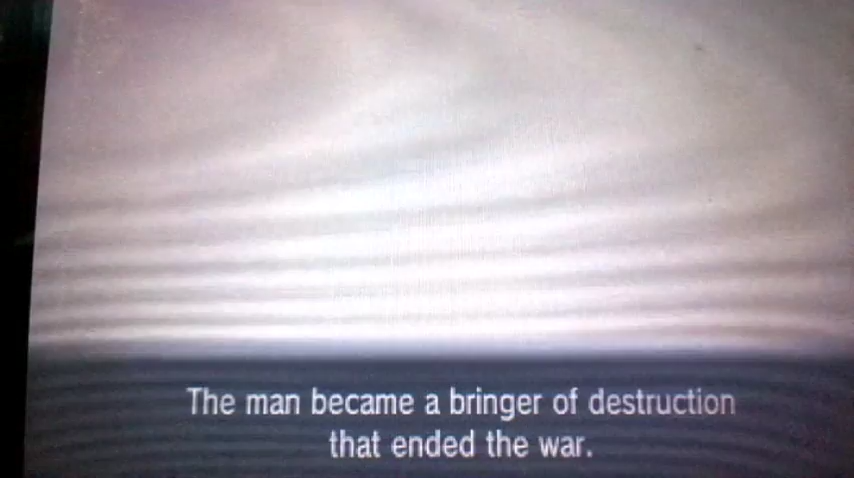 The man became a bringer of destruction
that ended the war.